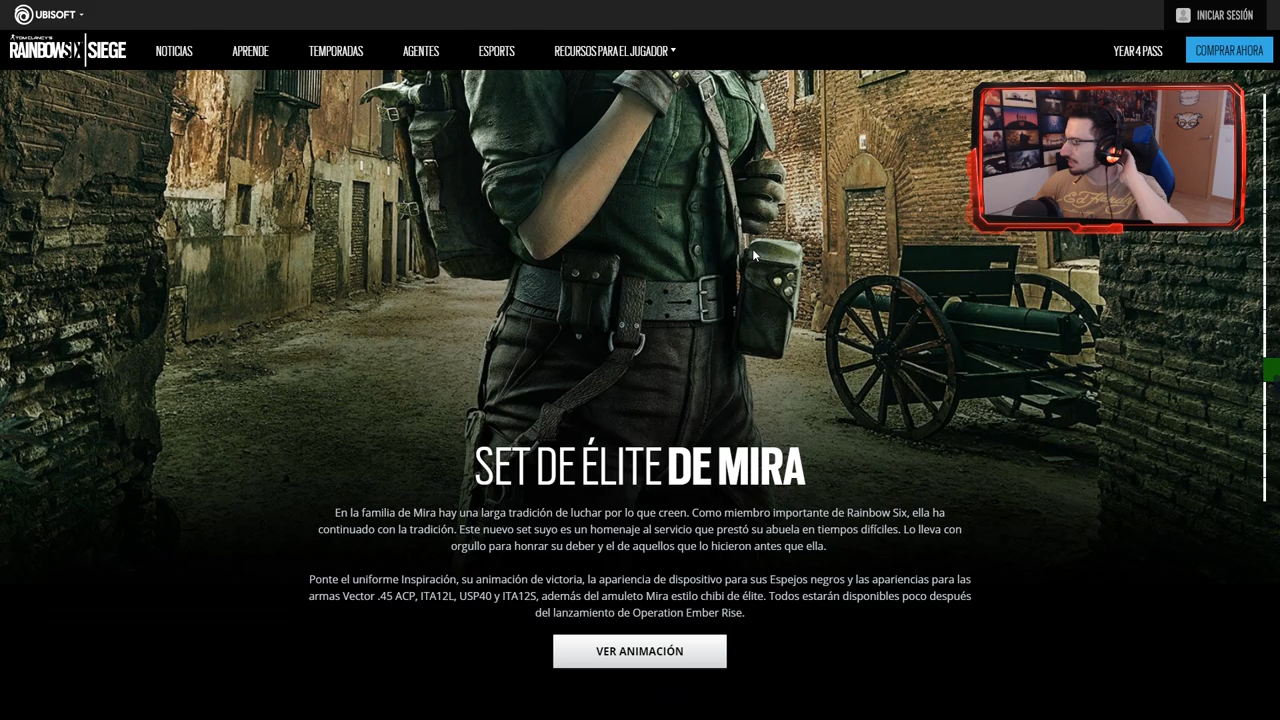 UBISOFT
INICIAR SESIÓN
TOM CLANCY'S
RAINBOW SIX | SIEGE
NOTICIAS
APRENDE
TEMPORADAS
AGENTES
ESPORTS
RECURSOS PARA EL JUGADOR
YEAR 4 PASS
COMPRAR AHORA
Ed Hardy
SET DE ÉLITE DE MIRA
En la familia de Mira hay una larga tradición de luchar por lo que creen. Como miembro importante de Rainbow Six, ella ha
continuado con la tradición. Este nuevo set suyo es un homenaje al servicio que prestó su abuela en tiempos difíciles. Lo lleva con
orgullo para honrar su deber y el de aquellos que lo hicieron antes que ella.
Ponte el uniforme Inspiración, su animación de victoria, la apariencia de dispositivo para sus Espejos negros y las apariencias para las
armas Vector .45 ACP, ITA12L, USP40 y ITA12S, además del amuleto Mira estilo chibi de élite. Todos estarán disponibles poco después
del lanzamiento de Operation Ember Rise.
VER ANIMACIÓN